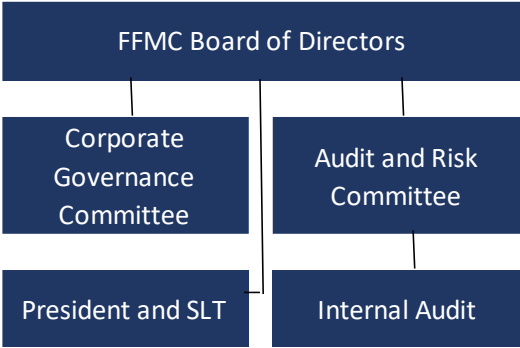 FFMC Board of Directors
Corporate
Governance
Committee
Audit and Risk
Committee
President and SLT
Internal Audit